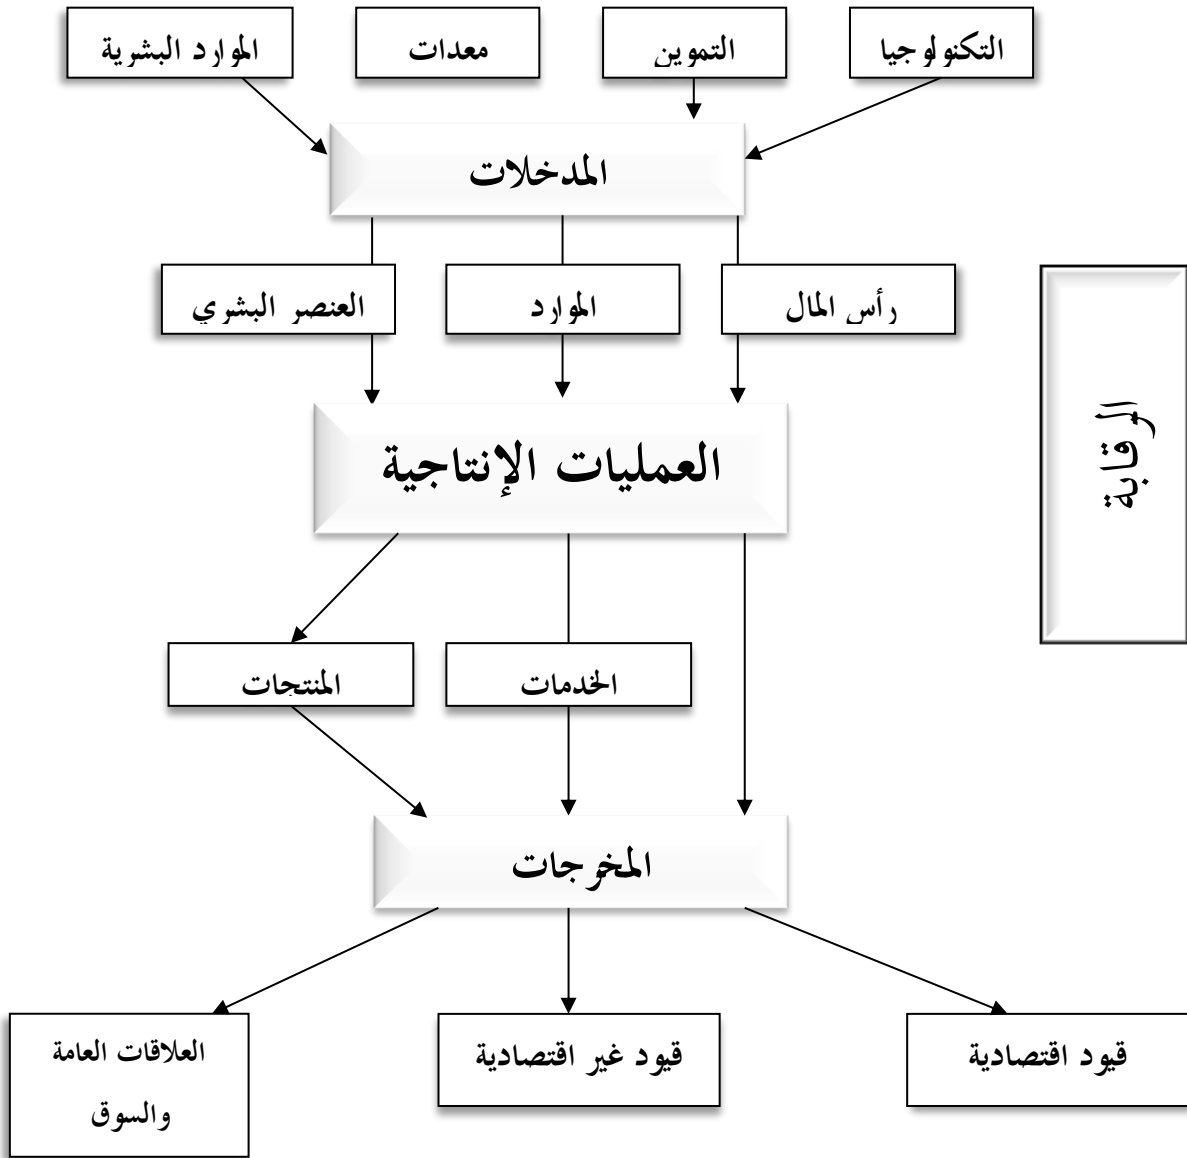 التكنولوجيا
التموين
معدات
الموارد البشرية
المدخلات
رأس المال
الموارد
العنصر البشري
الرقابة
العمليات الإنتاجية
الخدمات
المنتجات
المخرجات
قيود اقتصادية
قيود غير اقتصادية
العلاقات العامة
والسوق